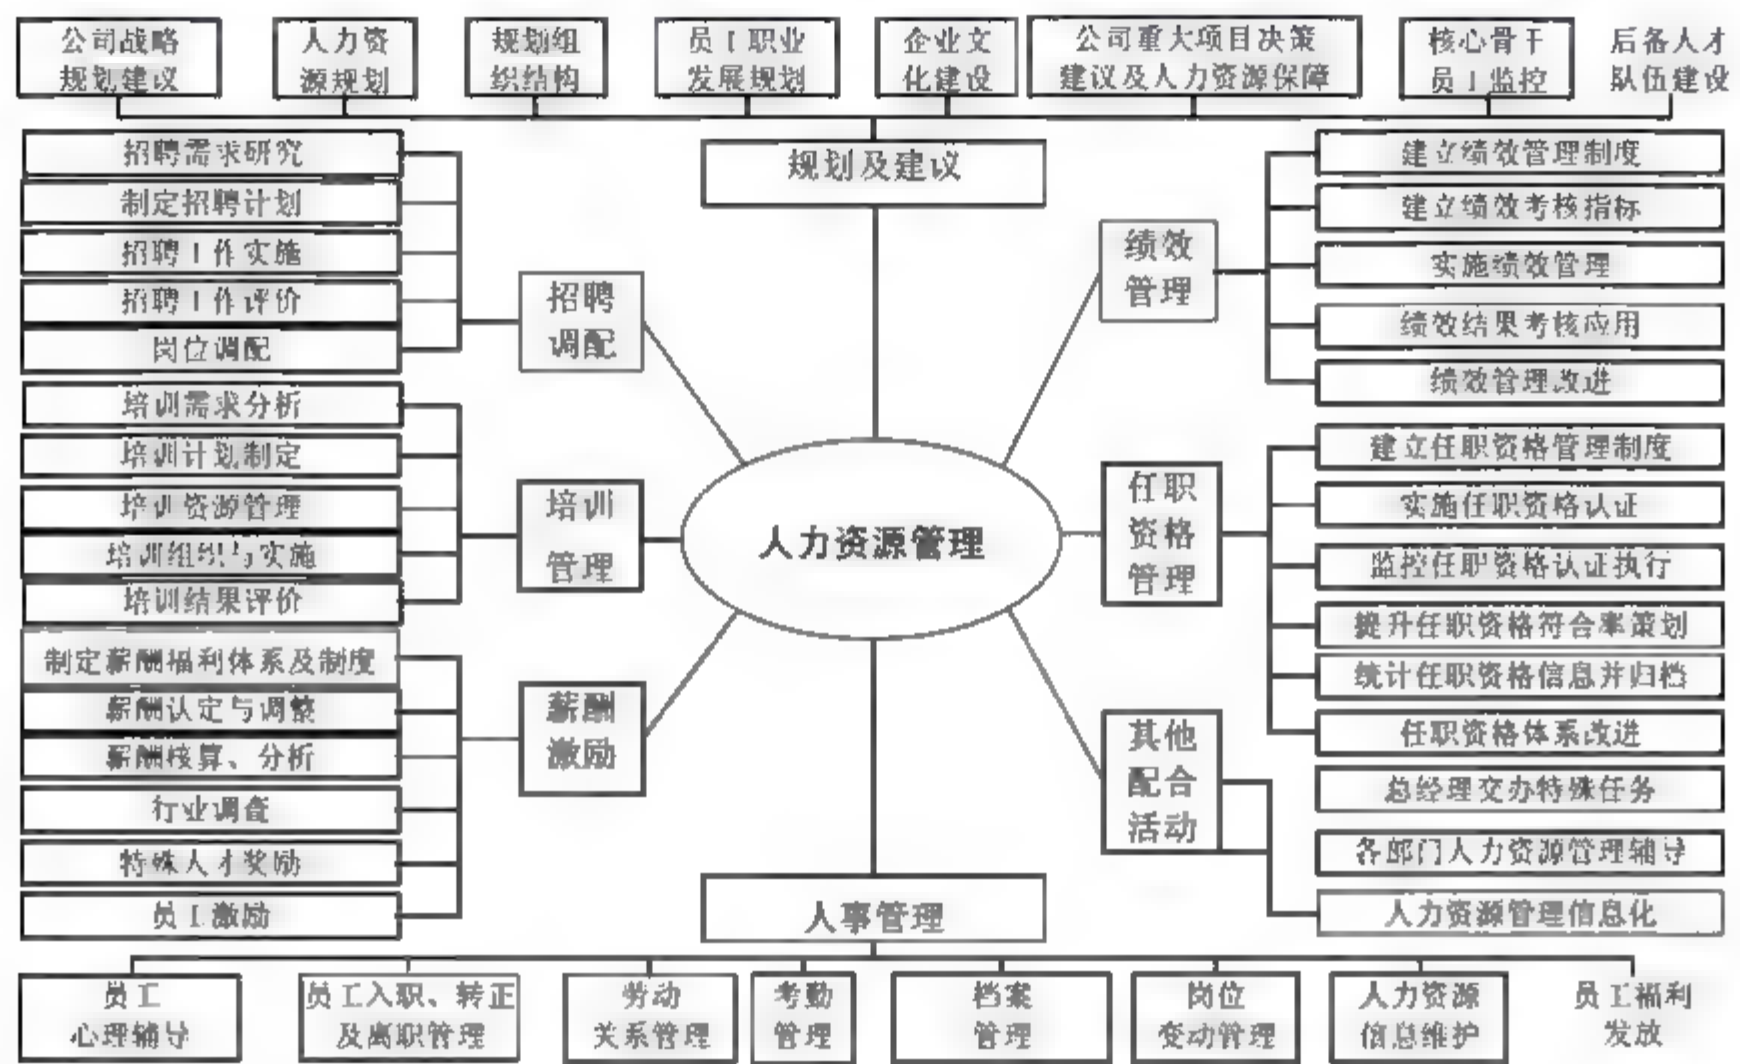 公司战略
规划建议
人力资
源规划
规划组
织结构
员工职业
发展规划
企业文
化建设
公司重大项目决策
建议及人力资源保障
核心骨干
员工监控
后备人才
队伍建设
规划及建议
招聘需求研究
制定招聘计划
招聘工作实施
招聘工作评价
岗位调配
招聘
调配
培训需求分析
培训计划制定
培训资源管理
培训组织与实施
培训结果评价
培训
管理
制定薪酬福利体系及制度
薪酬认定与调整
薪酬核算、分析
行业调查
特殊人才奖励
员工激励
薪酬
激励
人力资源管理
绩效
管理
建立绩效管理制度
建立绩效考核指标
实施绩效管理
绩效结果考核应用
绩效管理改进
任职
资格
管理
建立任职资格管理制度
实施任职资格认证
监控任职资格认证执行
提升任职资格符合率策划
统计任职资格信息并归档
任职资格体系改进
其他
配合
活动
总经理交办特殊任务
各部门人力资源管理辅导
人力资源管理信息化
人事管理
员工
心理辅导
员工入职、转正
及离职管理
劳动
关系管理
考勤
管理
档案
管理
岗位
变动管理
人力资源
信息维护
员工福利
发放